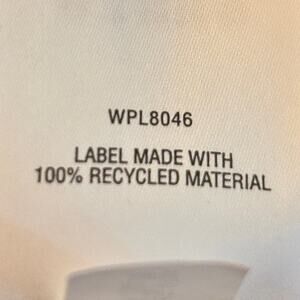 WPL8046
LABEL MADE WITH
100% RECYCLED MATERIAL